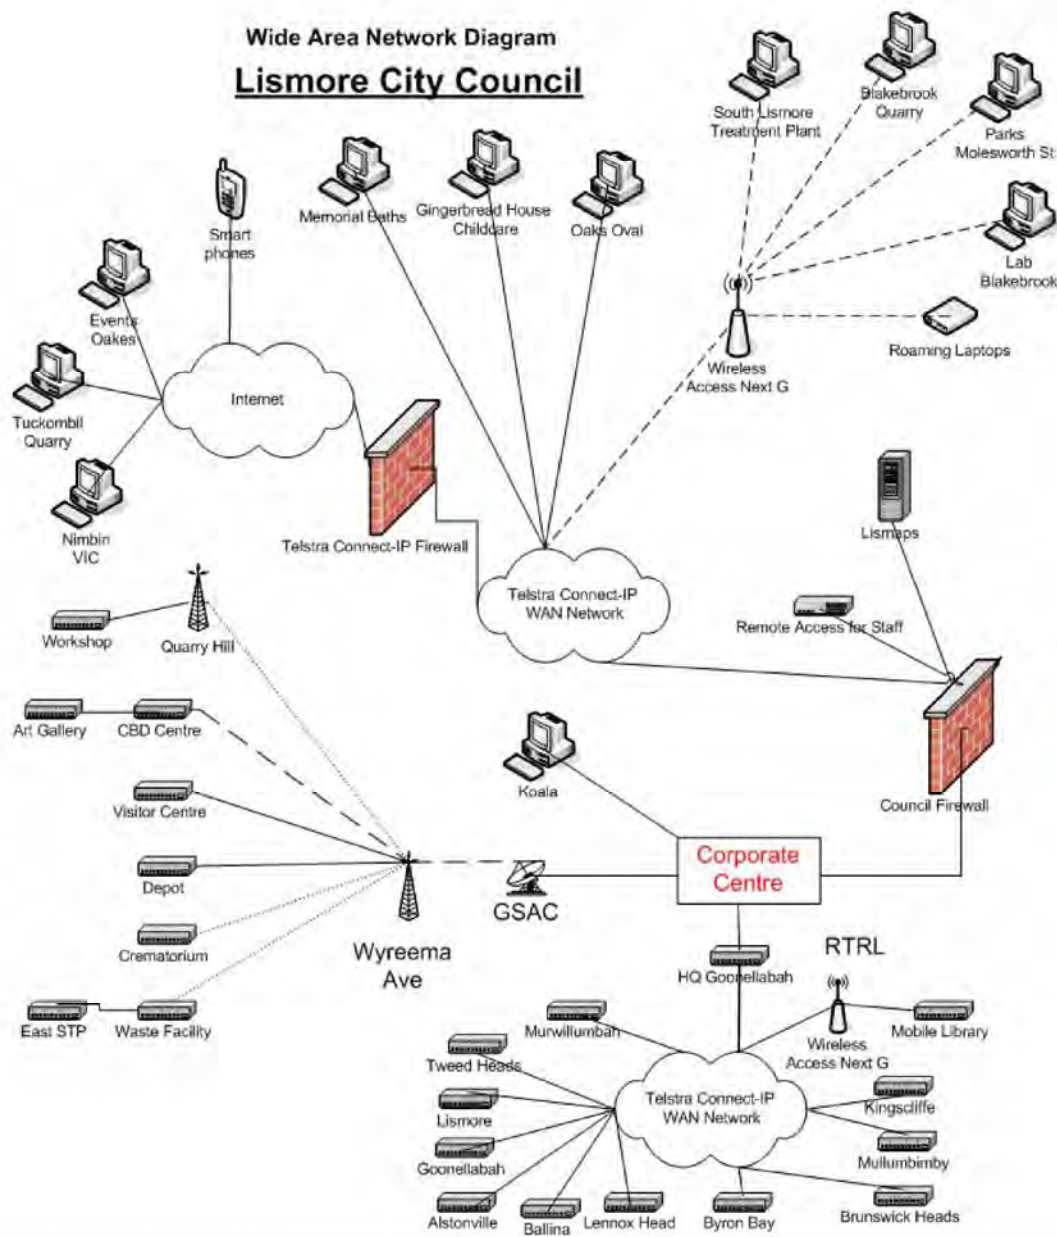 Wide Area Network Diagram
Lismore City Council
South Lismore
Treatment Plant
Blakebrook
Quarry
Parks
Molesworth St
Memorial Baths
Gingerbread House
Childcare
Oaks Oval
Smart
phones
Lab
Blakebrook
Events
Oakes
Wireless
Access Next G
Roaming Laptops
Internet
Tuckombil
Quarry
Nimbin
VIC
Telstra Connect-IP Firewall
Lismaps
Telstra Connect-IP
WAN Network
Remote Access for Staff
Workshop
Quarry Hill
Art Gallery
CBD Centre
Koala
Council Firewall
Visitor Centre
Corporate
Centre
Depot
GSAC
Crematorium
Wyreema
Ave
HQ Goonellabah
RTRL
East STP
Waste Facility
Murwillumbah
Wireless
Access Next G
Mobile Library
Tweed Heads
Telstra Connect-IP
WAN Network
Kingscliffe
Lismore
Goonellabah
Mullumbimby
Alstonville
Ballina
Lennox Head
Byron Bay
Brunswick Heads